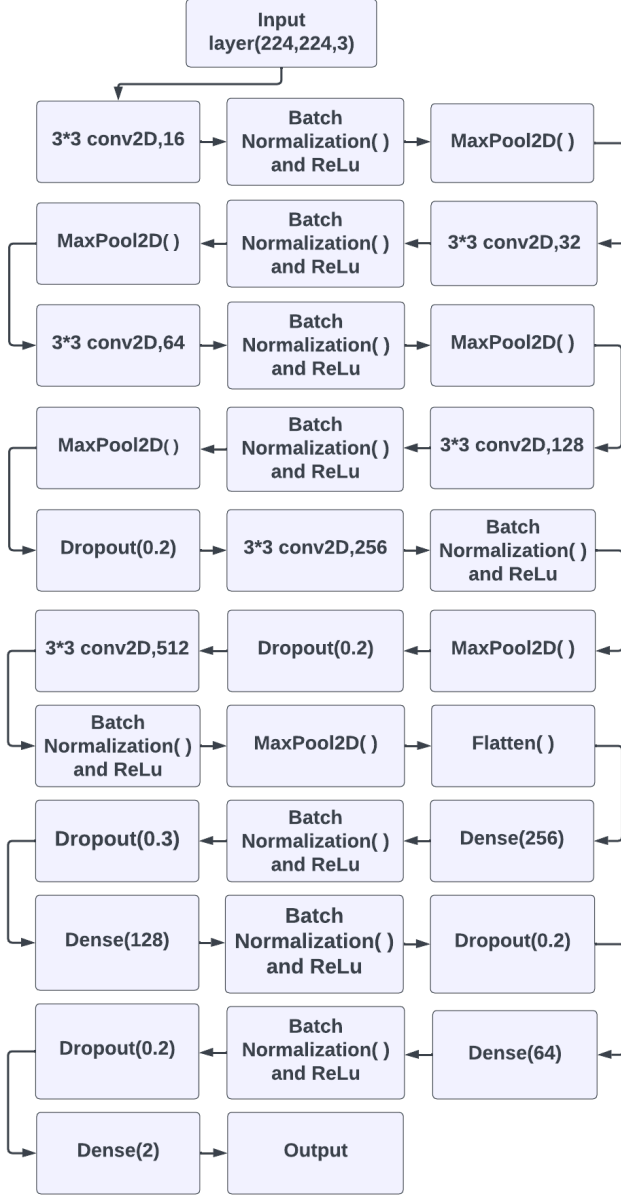 Input
layer(224,224,3)
3*3 conv2D,16
Batch
Normalization( )
and ReLu
MaxPool2D( )
MaxPool2D( )
Batch
Normalization( )
and ReLu
3*3 conv2D,32
3*3 conv2D,64
Batch
Normalization( )
and ReLu
MaxPool2D( )
MaxPool2D( )
Batch
Normalization( )
and ReLu
3*3 conv2D,128
Dropout(0.2)
3*3 conv2D,256
Batch
Normalization( )
and ReLu
3*3 conv2D,512
Dropout(0.2)
MaxPool2D( )
Batch
Normalization( )
and ReLu
MaxPool2D( )
Flatten( )
Dropout(0.3)
Batch
Normalization( )
and ReLu
Dense(256)
Dense(128)
Batch
Normalization( )
and ReLu
Dropout(0.2)
Dropout(0.2)
Batch
Normalization( )
and ReLu
Dense(64)
Dense(2)
Output